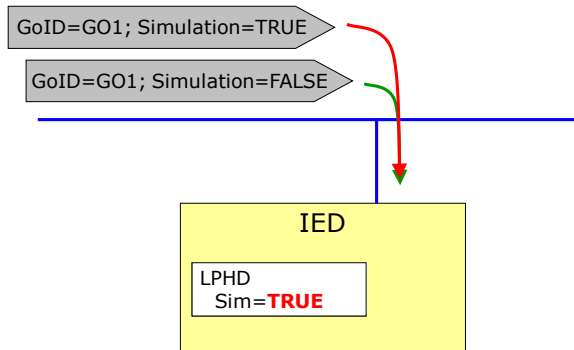 GoID=GO1; Simulation=TRUE
GoID=GO1; Simulation=FALSE
IED
LPHD
Sim=TRUE